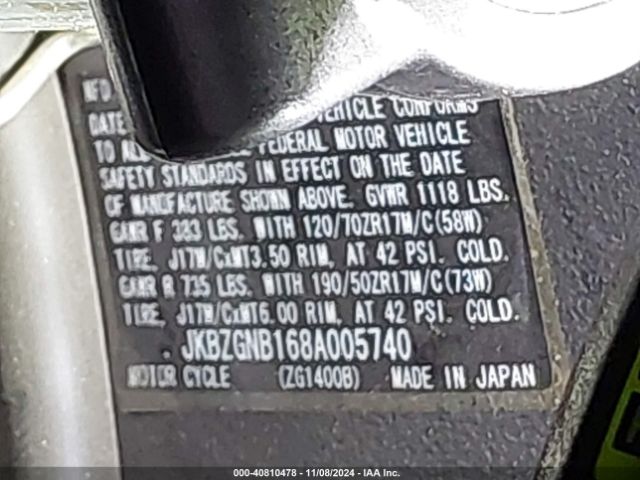 MFD.
DATE VEHICLE CONFORMS
TO ALL FEDERAL MOTOR VEHICLE
SAFETY STANDARDS IN EFFECT ON THE DATE
OF MANUFACTURE SHOWN ABOVE. GVWR 1118 LBS.
GAWR F 383 LBS. WITH 120/70ZR17M/C(58W)
TIRE, J17M/CxMT3.50 RIM, AT 42 PSI. COLD.
GAWR R 735 LBS. WITH 190/50ZR17M/C(73W)
TIRE, J17M/CxMT6.00 RIM, AT 42 PSI. COLD.
JKBZGNB168A005740
MOTOR CYCLE (ZG1400B) MADE IN JAPAN
000-40810478 - 11/08/2024 - IAA Inc.